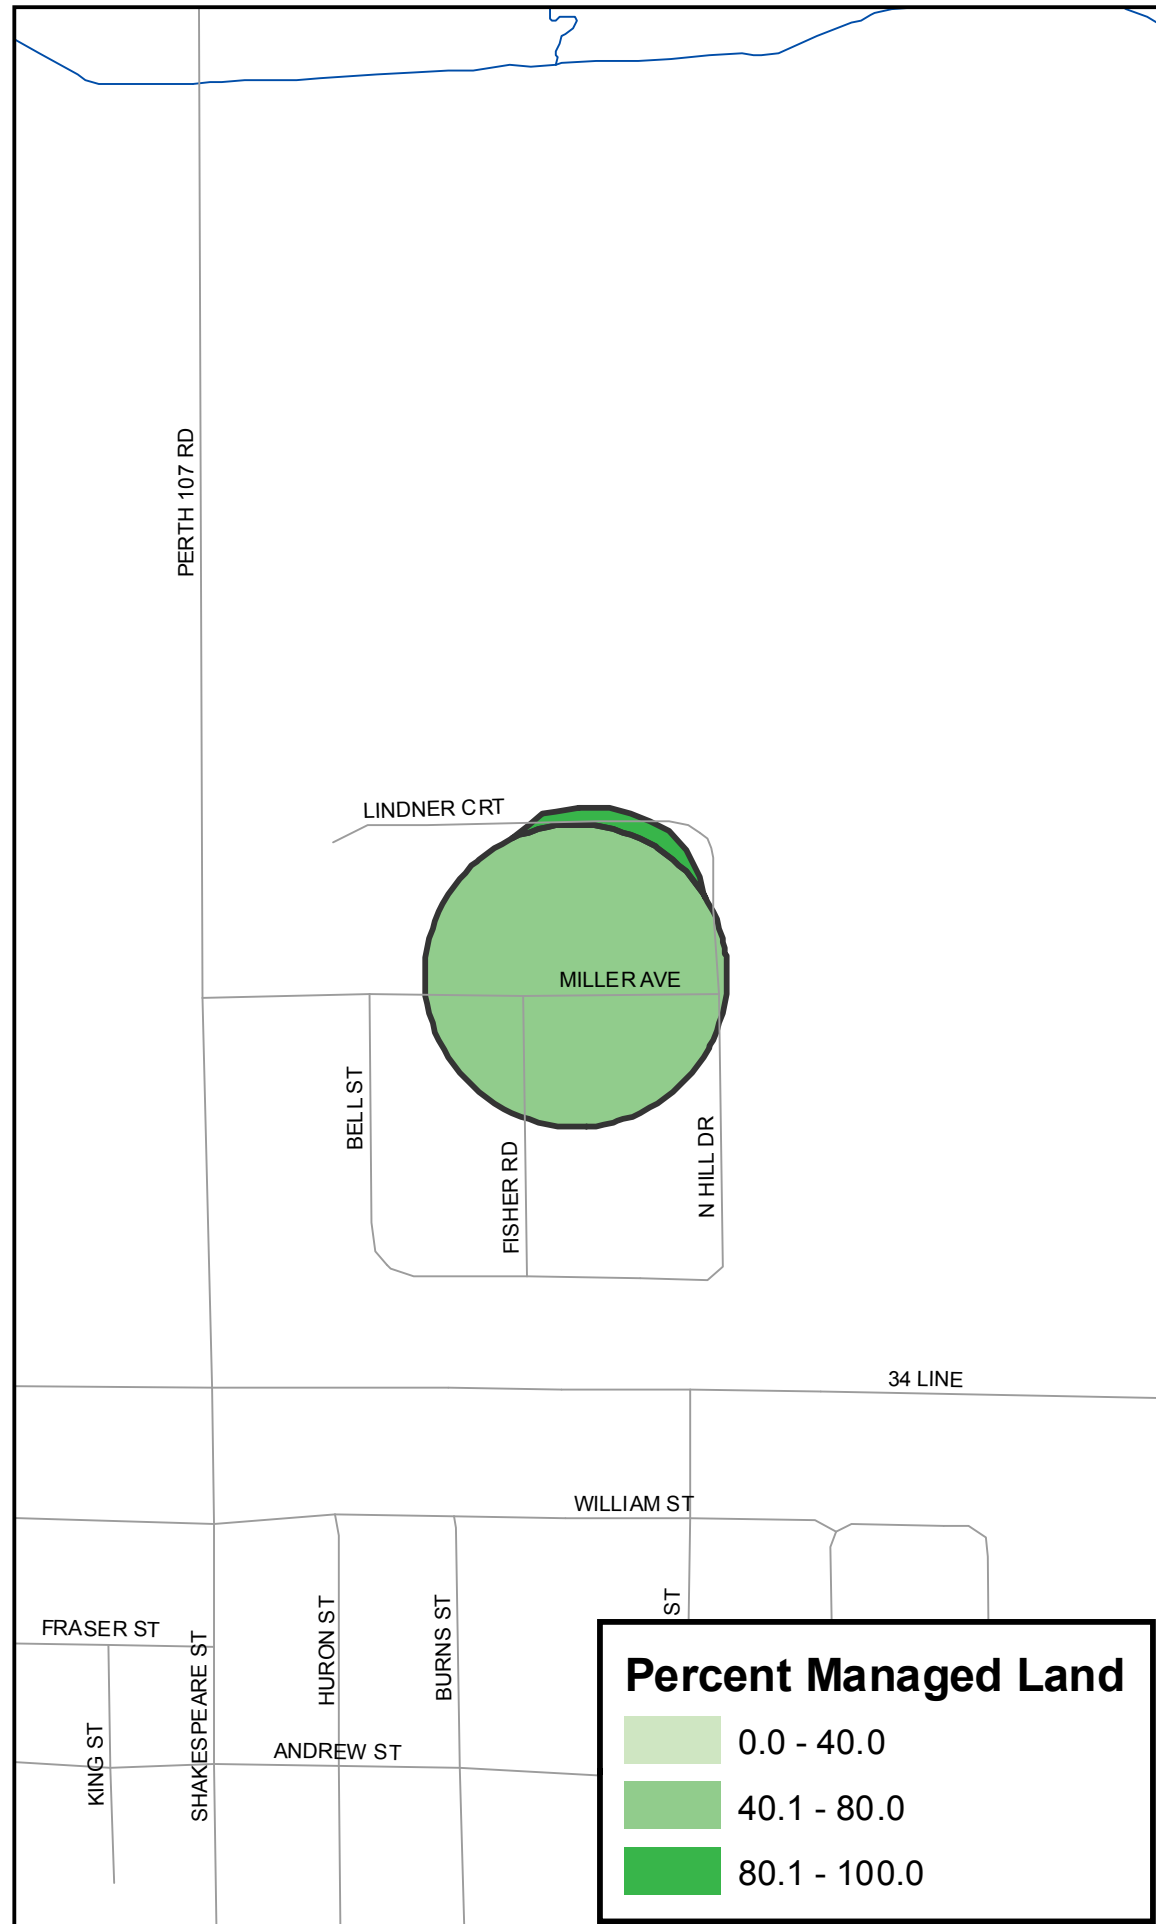 PERTH 107 RD
LINDNER CRT
MILLER AVE
BELL ST
FISHER RD
N HILL DR
34 LINE
WILLIAM ST
FRASER ST
KING ST
SHAKESPEARE ST
HURON ST
BURNS ST
ST
ANDREW ST
Percent Managed Land
0.0 - 40.0
40.1 - 80.0
80.1 - 100.0